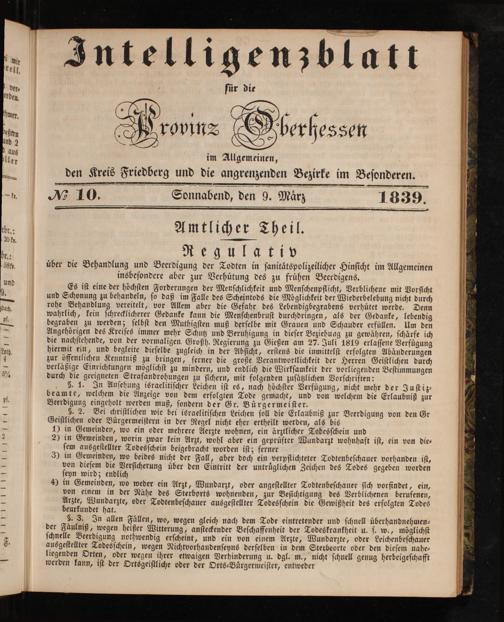 Intelligenzblatt
für die
Provinz Oberhessen
im Allgemeinen,
den Kreis Friedberg und die angrenzenden Bezirke im Besonderen.
№ 10. Sonnabend, den 9. März 1839.
Amtlicher Theil.
Regulativ
über die Behandlung und Beerdigung der Todten in sanitätspolizeilicher Hinsicht im Allgemeinen
insbesondere aber zur Verhütung des zu frühen Beerdigens.
Es ist eine der höchsten Forderungen der Menschlichkeit und Menschenpflicht, Verblichene mit Vorsicht
und Schonung zu behandeln, so daß im Falle des Scheintods die Möglichkeit der Wiederbelebung nicht durch
rohe Behandlung vereitelt, vor Allem aber die Gefahr des Lebendigbegrabens verhütet werde. Denn
wahrlich, kein schrecklicherer Gedanke kann die Menschenbrust durchdringen, als der Gedanke, lebendig
begraben zu werden; selbst den Muthigsten muß derselbe mit Grauen und Schauder erfüllen. Um den
Angehörigen des Kreises immer mehr Schutz und Beruhigung in dieser Beziehung zu gewähren, schärfe ich
die nachstehende, von der vormaligen Großh. Regierung zu Gießen am 27. Juli 1819 erlassene Verfügung
hiermit ein, und begleite dieselbe zugleich in der Absicht, erstens die inmittelst erfolgten Abänderungen
zur öffentlichen Kenntniß zu bringen, ferner die große Verantwortlichkeit der Herren Geistlichen durch
verläßige Einrichtungen möglichst zu mindern, und endlich die Wirksamkeit der vorliegenden Bestimmungen
durch die geeigneten Strafandrohungen zu sichern, mit folgenden zusätzlichen Vorschriften:
§. 1. In Ansehung israelitischer Leichen ist es, nach höchster Verfügung, nicht mehr der Justiz-
beamte, welchem die Anzeige von dem erfolgten Tode gemacht, und von welchem die Erlaubniß zur
Beerdigung eingeholt werden muß, sondern der Gr. Bürgermeister.
§. 2. Bei christlichen wie bei israelitischen Leichen soll die Erlaubniß zur Beerdigung von den Gr
Geistlichen oder Bürgermeistern in der Regel nicht eher ertheilt werden, als bis
1) in Gemeinden, wo ein oder mehrere Aerzte wohnen, ein ärztlicher Todesschein und
2) in Gemeinden, worin zwar kein Arzt, wohl aber ein geprüfter Wundarzt wohnhaft ist, ein von die-
sem ausgestellter Todesschein beigebracht worden ist; ferner
3) in Gemeinden, wo beides nicht der Fall, aber doch ein verpflichteter Todtenbeschauer vorhanden ist,
von diesem die Versicherung über den Eintritt der untrüglichen Zeichen des Todes gegeben worden
seyn wird; endlich
4) in Gemeinden, wo weder ein Arzt, Wundarzt, oder angestellter Todtenbeschauer sich vorfindet, ein,
von einem in der Nähe des Sterborts wohnenden, zur Besichtigung des Verblichenen berufenen,
Arzte, Wundarzte, oder Todtenbeschauer ausgestellter Todesschein die Gewißheit des erfolgten Todes
beurkundet hat.
§. 3. In allen Fällen, wo, wegen gleich nach dem Tode eintretender und schnell überhandnehmen-
der Fäulniß, wegen heißer Witterung, ansteckender Beschaffenheit der Todeskrankheit u. s. w., möglichst
schnelle Beerdigung nothwendig erscheint, und ein von einem Arzte, Wundarzte, oder Leichenbeschauer
ausgestellter Todesschein, wegen Nichtvorhandenseyns derselben in dem Sterbeorte oder den diesem nahe-
liegenden Orten, oder wegen ihrer etwaigen Verhinderung u. dgl. m., nicht schnell genug herbeigeschafft
werden kann, ist der Ortsgeistliche oder der Orts-Bürgermeister, entweder